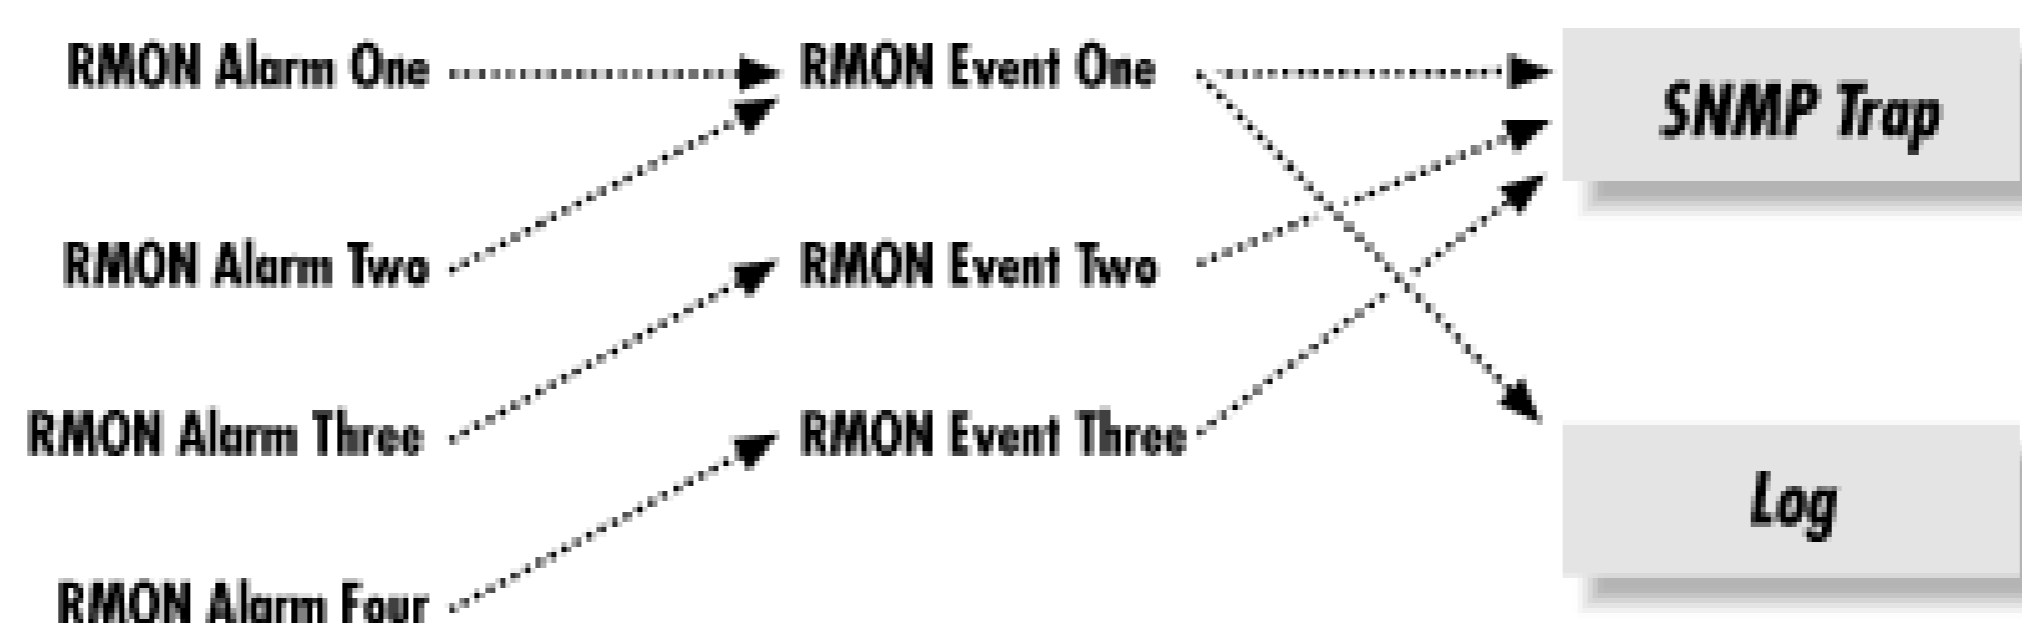 RMON Alarm One
RMON Event One
SNMP Trap
RMON Alarm Two
RMON Event Two
RMON Alarm Three
RMON Event Three
Log
RMON Alarm Four